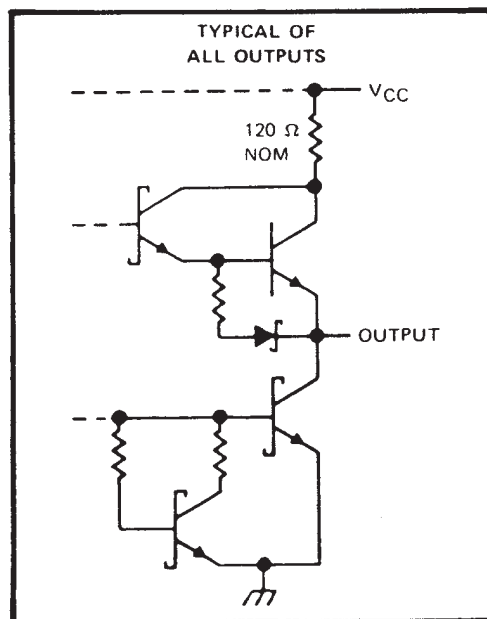 TYPICAL OF
ALL OUTPUTS
VCC
120 Ω
NOM
OUTPUT